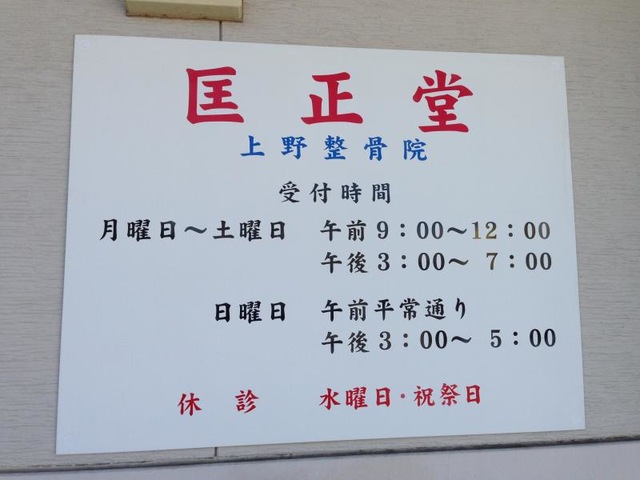 匡正堂
上野整骨院
受付時間
月曜日～土曜日 午前9：00～12：00
午後3：00～ 7：00
日曜日 午前平常通り
午後3：00～ 5：00
休診 水曜日・祝祭日